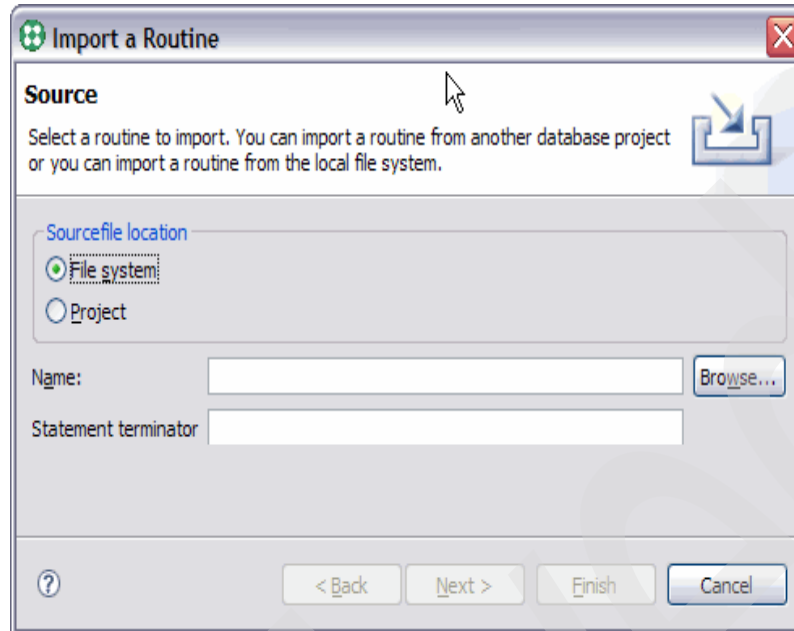 Import a Routine
Source
Select a routine to import. You can import a routine from another database project
or you can import a routine from the local file system.
Sourcefile location
File system
Project
Name:
Browse...
Statement terminator
?
< Back
Next >
Finish
Cancel